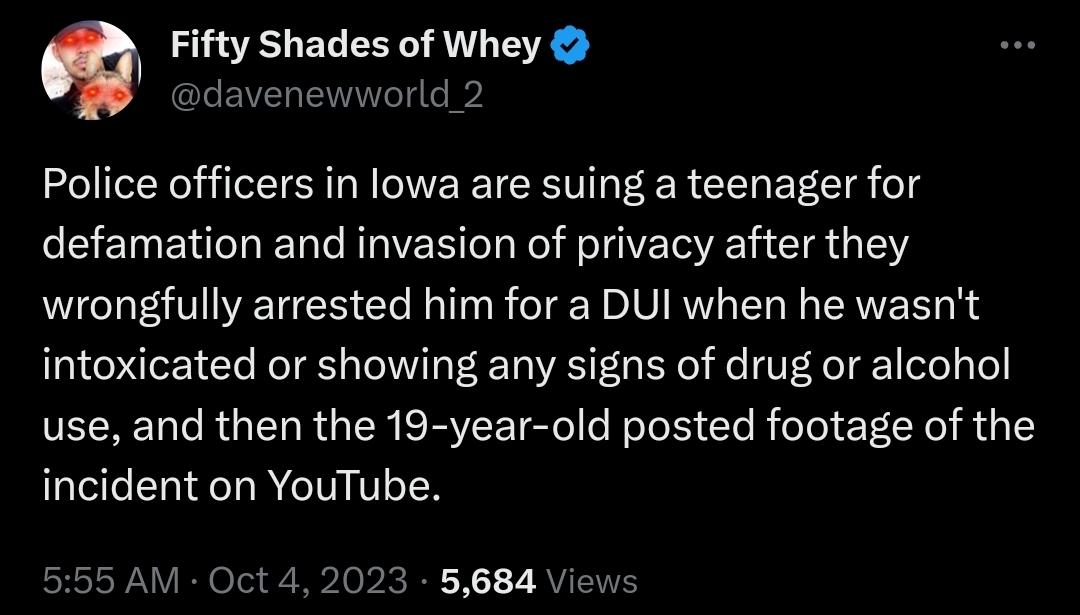 Fifty Shades of Whey
@davenewworld_2
Police officers in Iowa are suing a teenager for
defamation and invasion of privacy after they
wrongfully arrested him for a DUI when he wasn't
intoxicated or showing any signs of drug or alcohol
use, and then the 19-year-old posted footage of the
incident on YouTube.
5:55 AM · Oct 4, 2023 · 5,684 Views